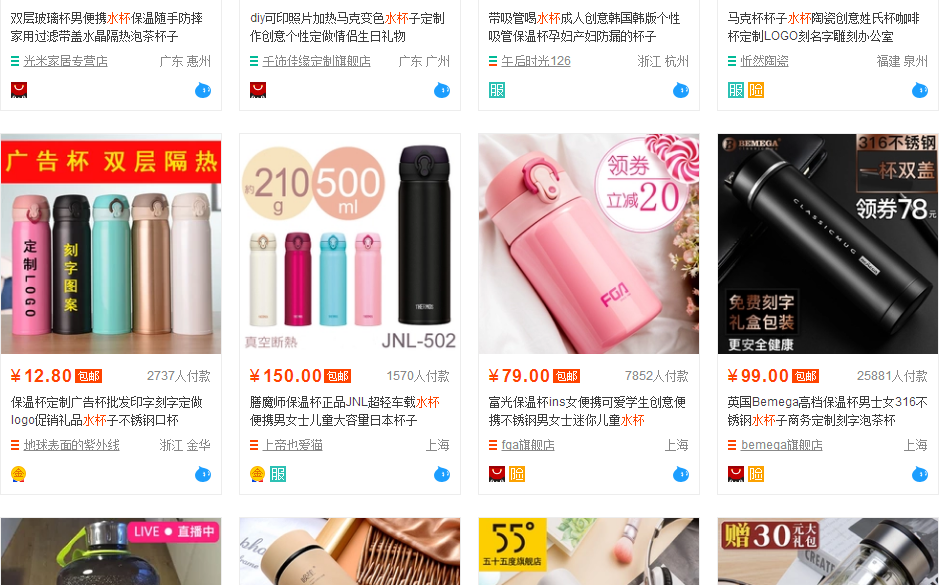 双层玻璃杯男便携水杯保温随手防摔
家用过滤带盖水晶隔热泡茶杯子
光米家居专营店
广东 惠州
diy可印照片加热马克变色水杯子定制
作创意个性定做情侣生日礼物
千饰佳缘定制旗舰店
广东 广州
带吸管喝水杯成人创意韩国韩版个性
吸管保温杯孕妇产妇防漏的杯子
午后时光126
浙江 杭州
服
马克杯杯子水杯陶瓷创意姓氏杯咖啡
杯定制LOGO刻名字雕刻办公室
忻然陶瓷
福建 泉州
服 险
广告杯 双层隔热
定制LOGO
刻字图案
¥12.80 包邮
2737人付款
保温杯定制广告杯批发印字刻字定做
logo促销礼品水杯子不锈钢口杯
地球表面的紫外线
浙江 金华
金
約210g
500ml
THERMOS
真空断熱
JNL-502
¥150.00 包邮
1570人付款
膳魔师保温杯正品JNL超轻车载水杯
便携男女士儿童大容量日本杯子
上帝也爱猫
上海
金 服
领券
立减20
FGA
¥79.00 包邮
7852人付款
富光保温杯ins女便携可爱学生创意便
携不锈钢男女士迷你儿童水杯
fga旗舰店
上海
险
BEMEGA
316不锈钢
一杯双盖
领券78元
CLASSICMUG
免费刻字
礼盒包装
更安全健康
¥99.00 包邮
25881人付款
英国Bemega高档保温杯男士女316不
锈钢水杯子商务定制刻字泡茶杯
bemega旗舰店
上海
险
LIVE 直播中
55°
五十五度旗舰店
赠30元大礼包
CREATE